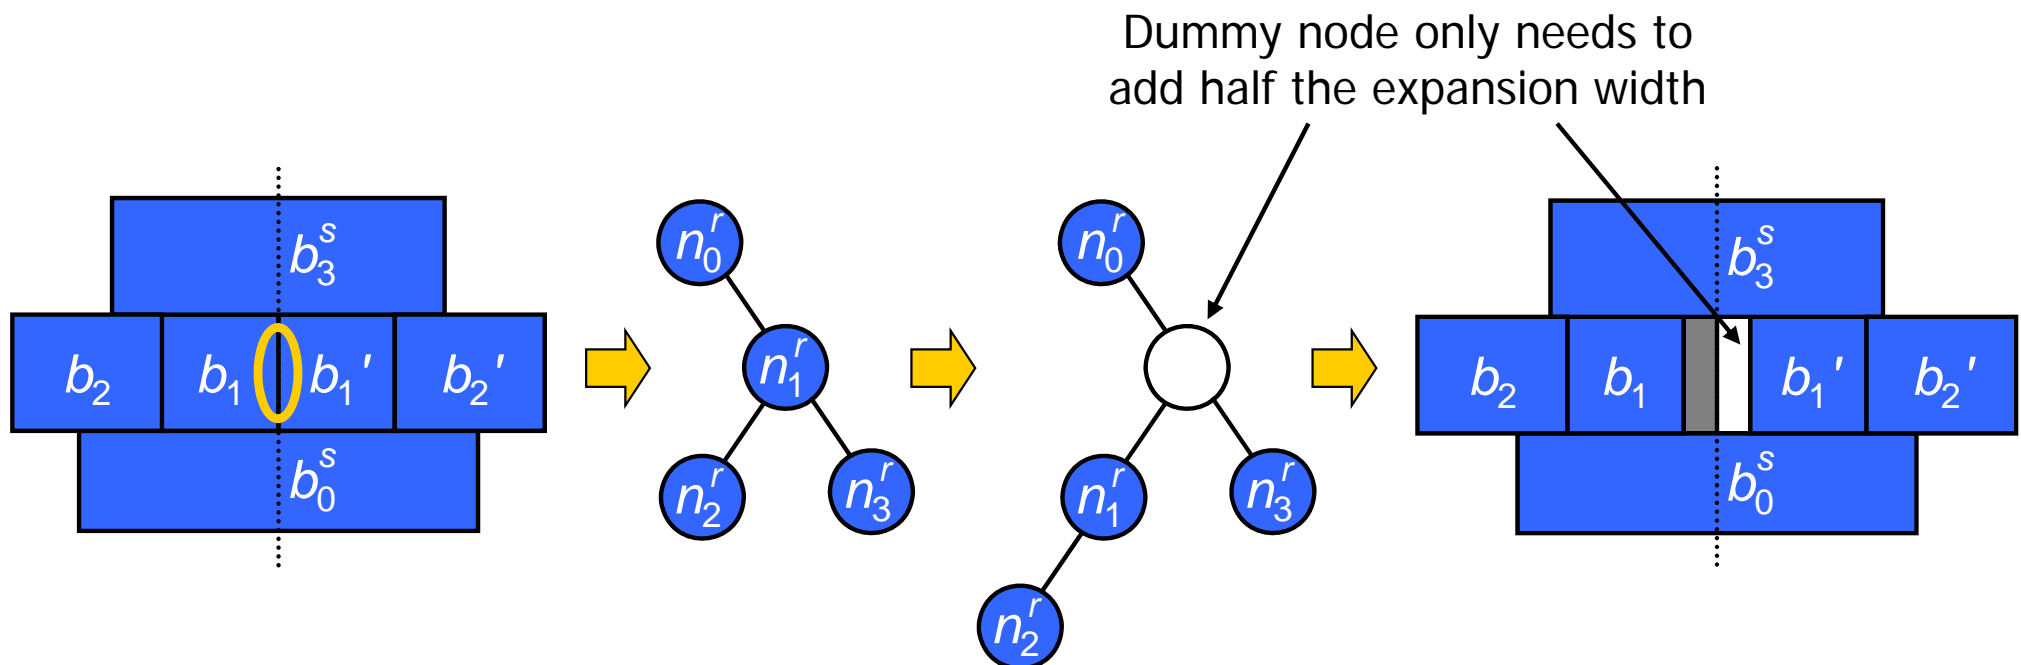 Dummy node only needs to
add half the expansion width
b₃ˢ
b₂ b₁ b₁' b₂'
b₀ˢ
n₀ʳ
n₁ʳ
n₂ʳ n₃ʳ
n₀ʳ
n₁ʳ n₃ʳ
n₂ʳ
b₃ˢ
b₂ b₁ b₁' b₂'
b₀ˢ